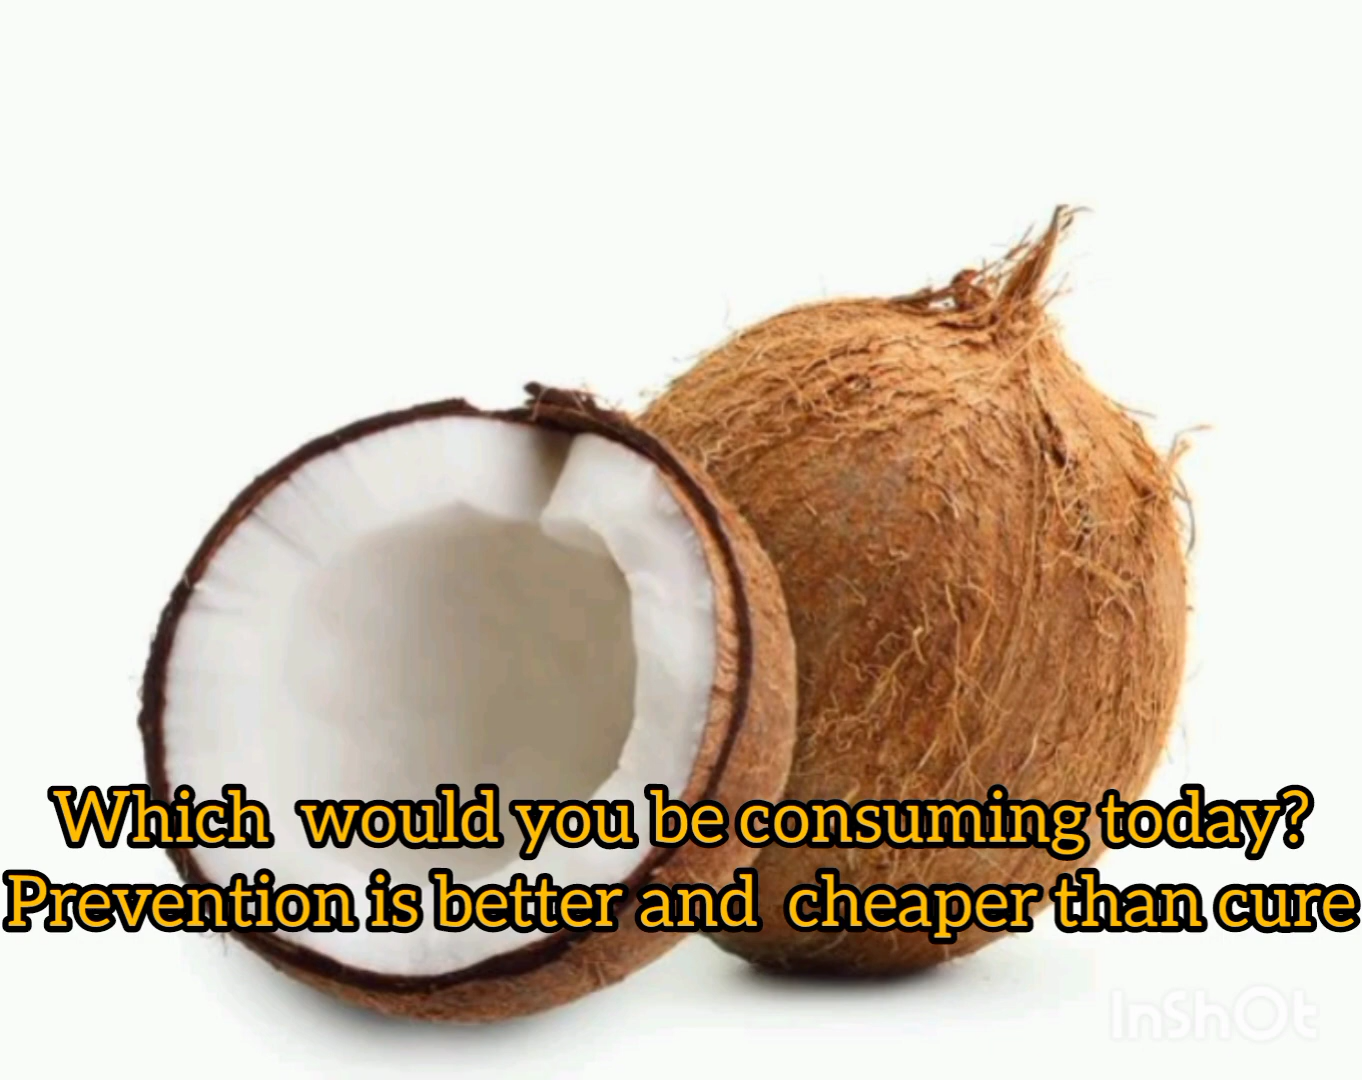 Which would you be consuming today?
Prevention is better and cheaper than cure
InShOt